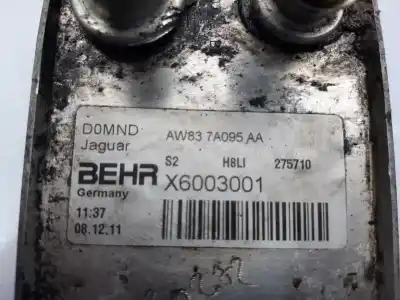 D0MND AW83 7A095 AA
Jaguar
S2 H8LI 275710
BEHR X6003001
Germany
11:37
08.12.11